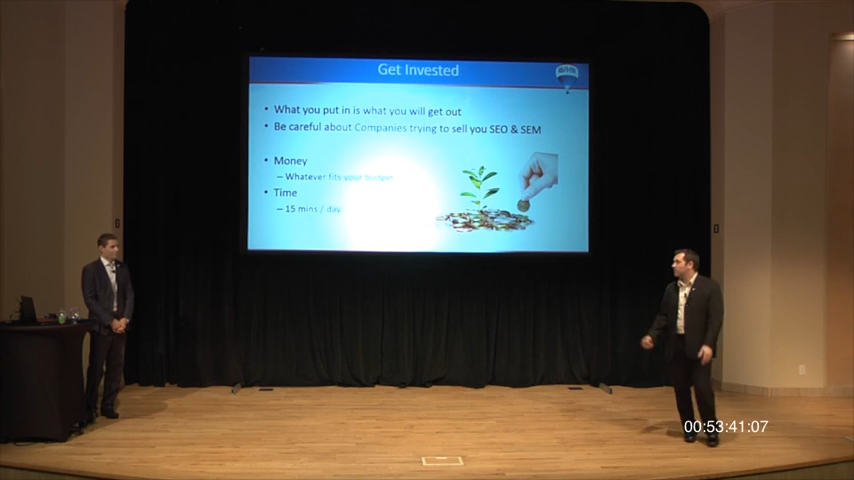 Get Invested
• What you put in is what you will get out
• Be careful about Companies trying to sell you SEO & SEM
• Money
– Whatever fits your budget
• Time
– 15 mins / day
00:53:41:07